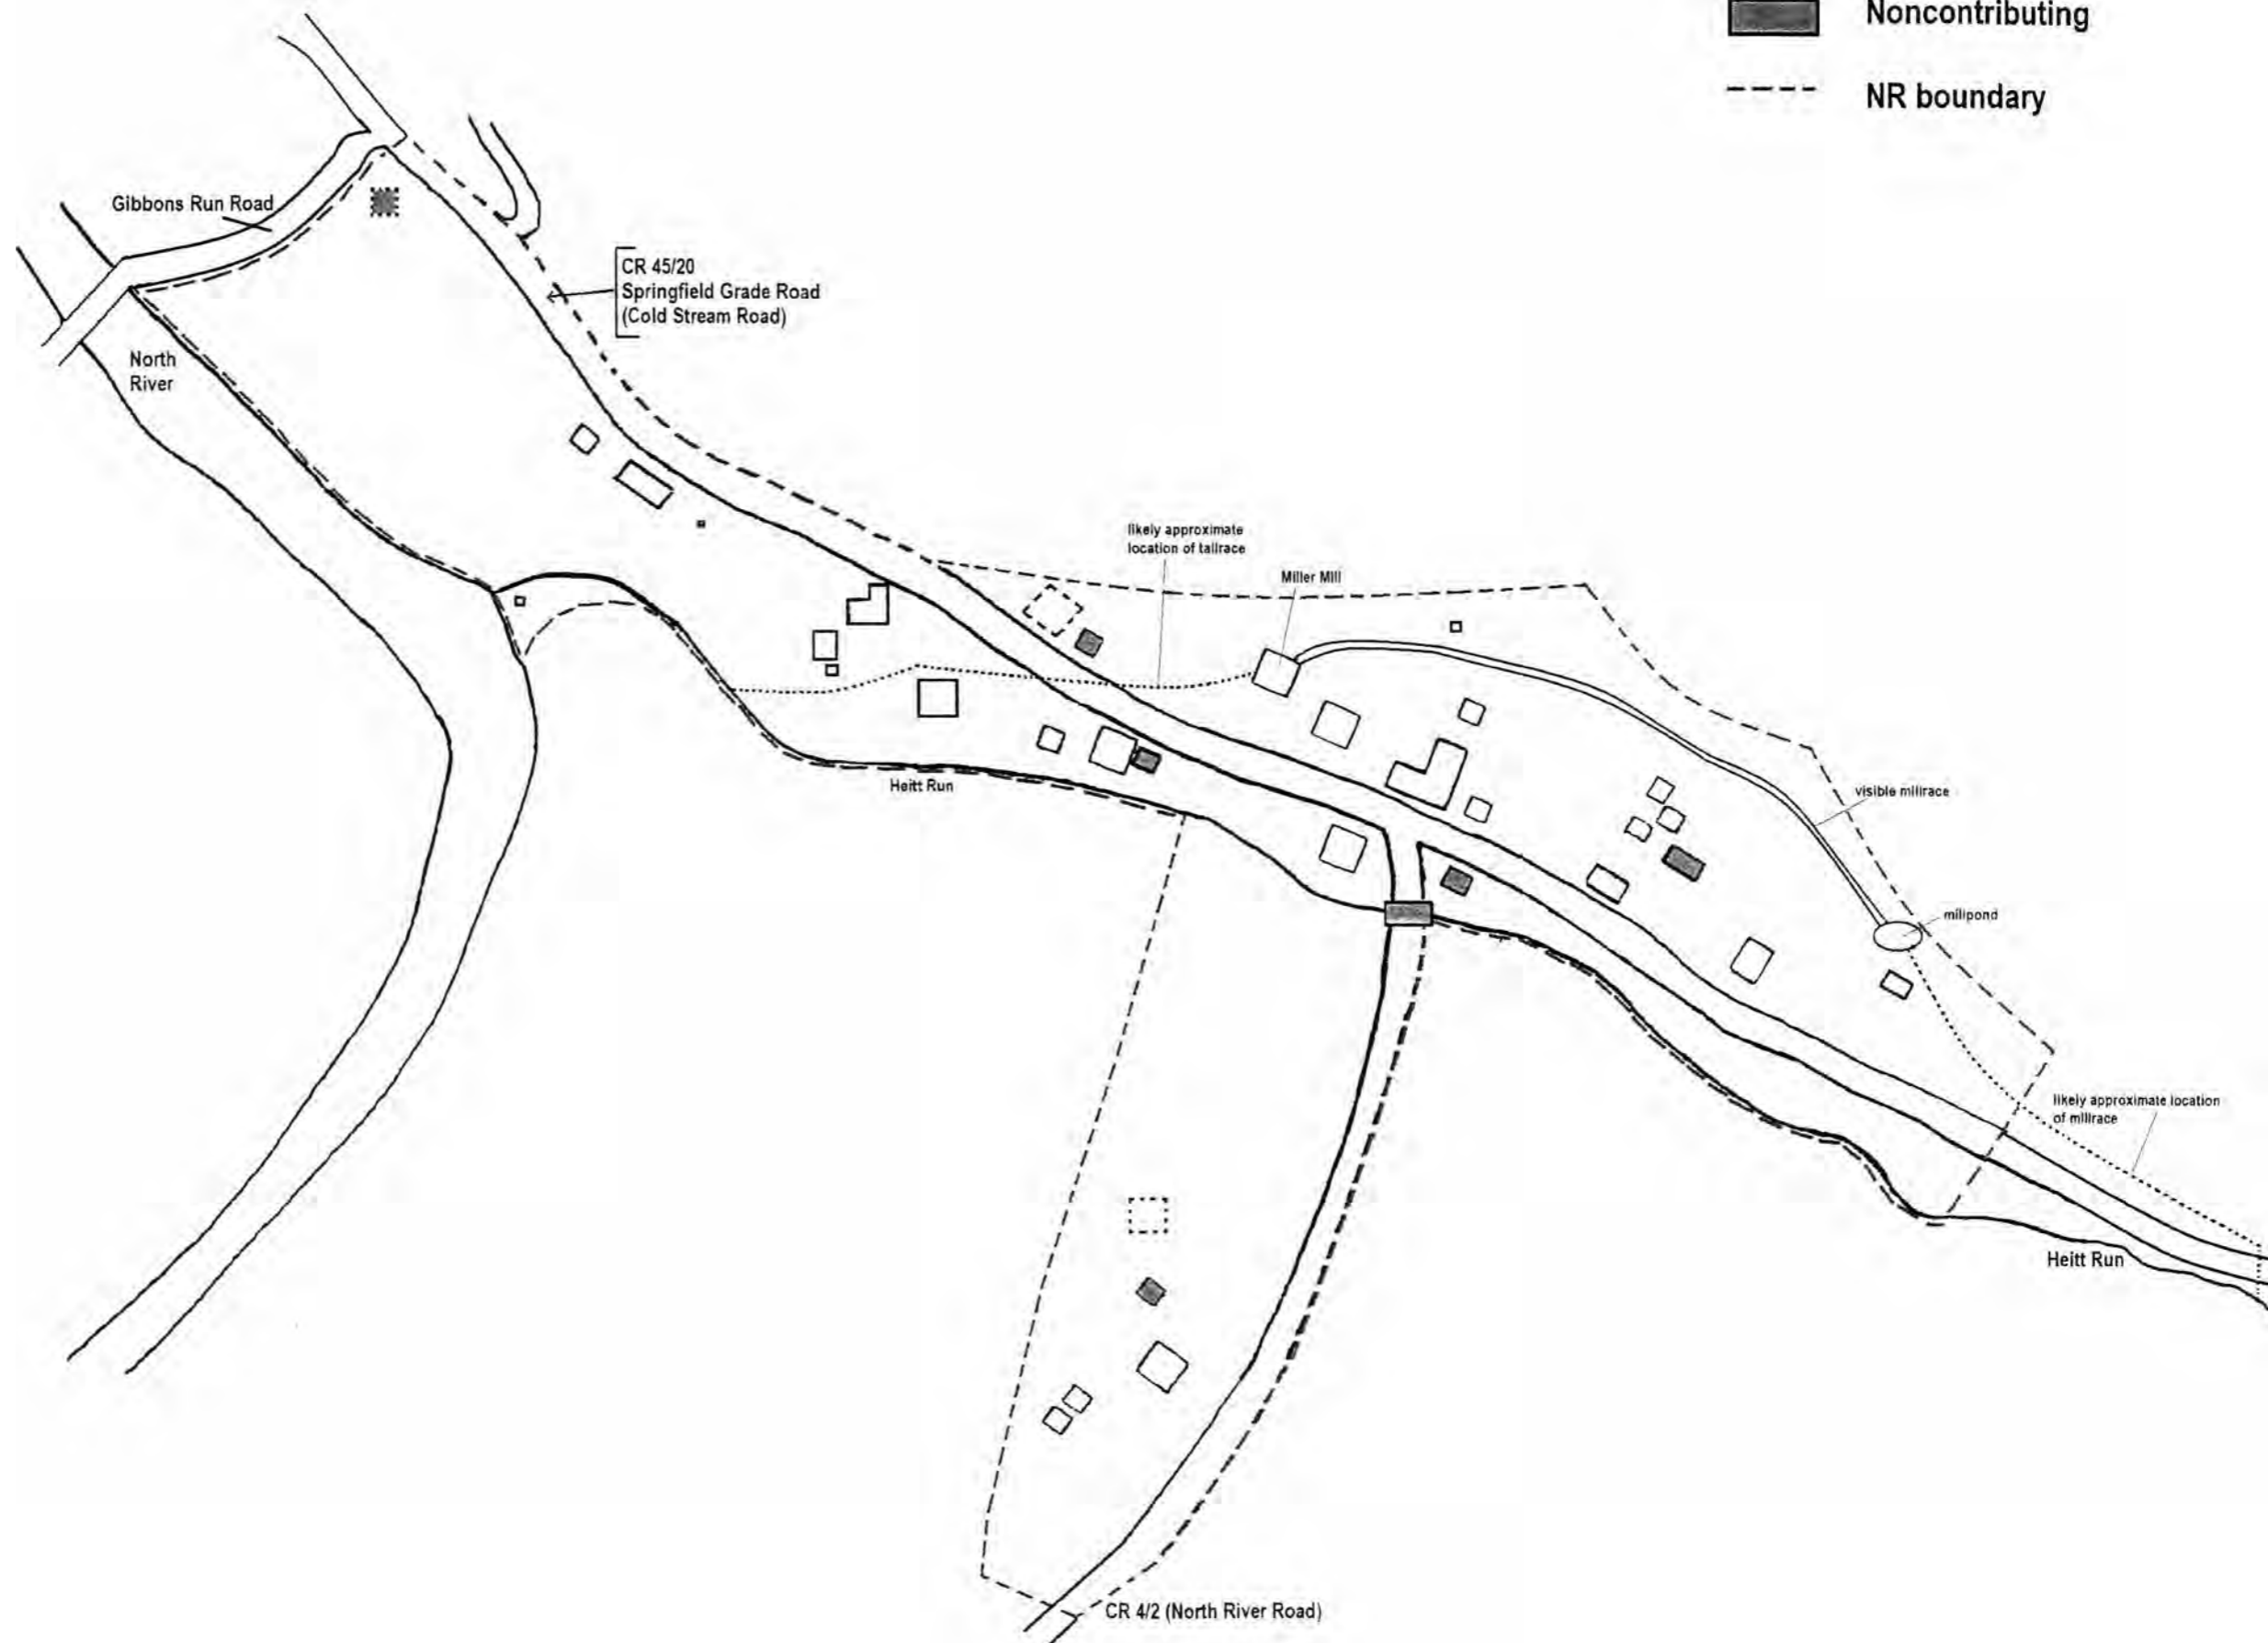 Noncontributing
NR boundary
Gibbons Run Road
CR 45/20
Springfield Grade Road
(Cold Stream Road)
North
River
likely approximate
location of tailrace
Miller Mill
Heitt Run
visible millrace
millpond
likely approximate location
of millrace
Heitt Run
CR 4/2 (North River Road)